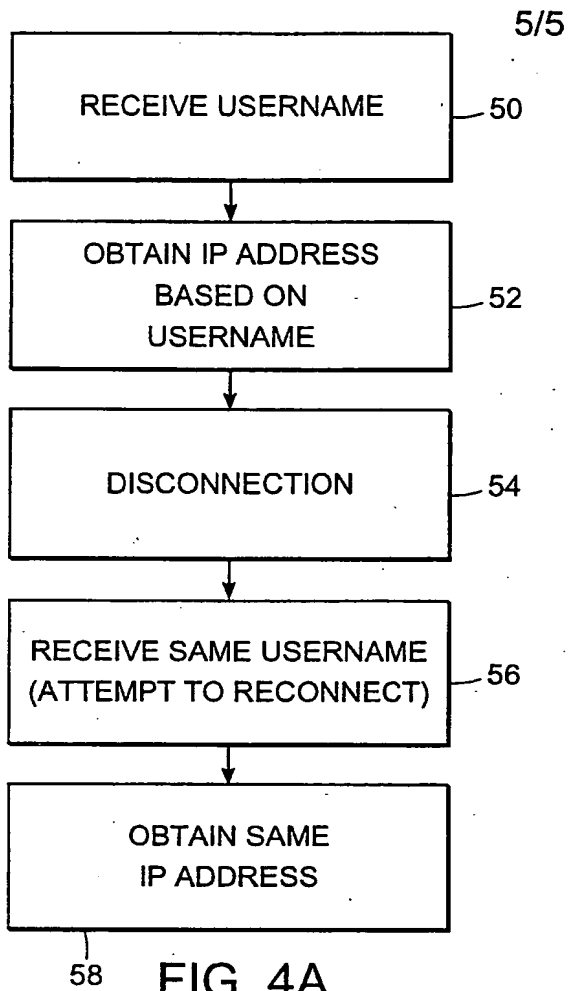 5/5
RECEIVE USERNAME
50
OBTAIN IP ADDRESS
BASED ON
USERNAME
52
DISCONNECTION
54
RECEIVE SAME USERNAME
(ATTEMPT TO RECONNECT)
56
OBTAIN SAME
IP ADDRESS
58
FIG. 4A